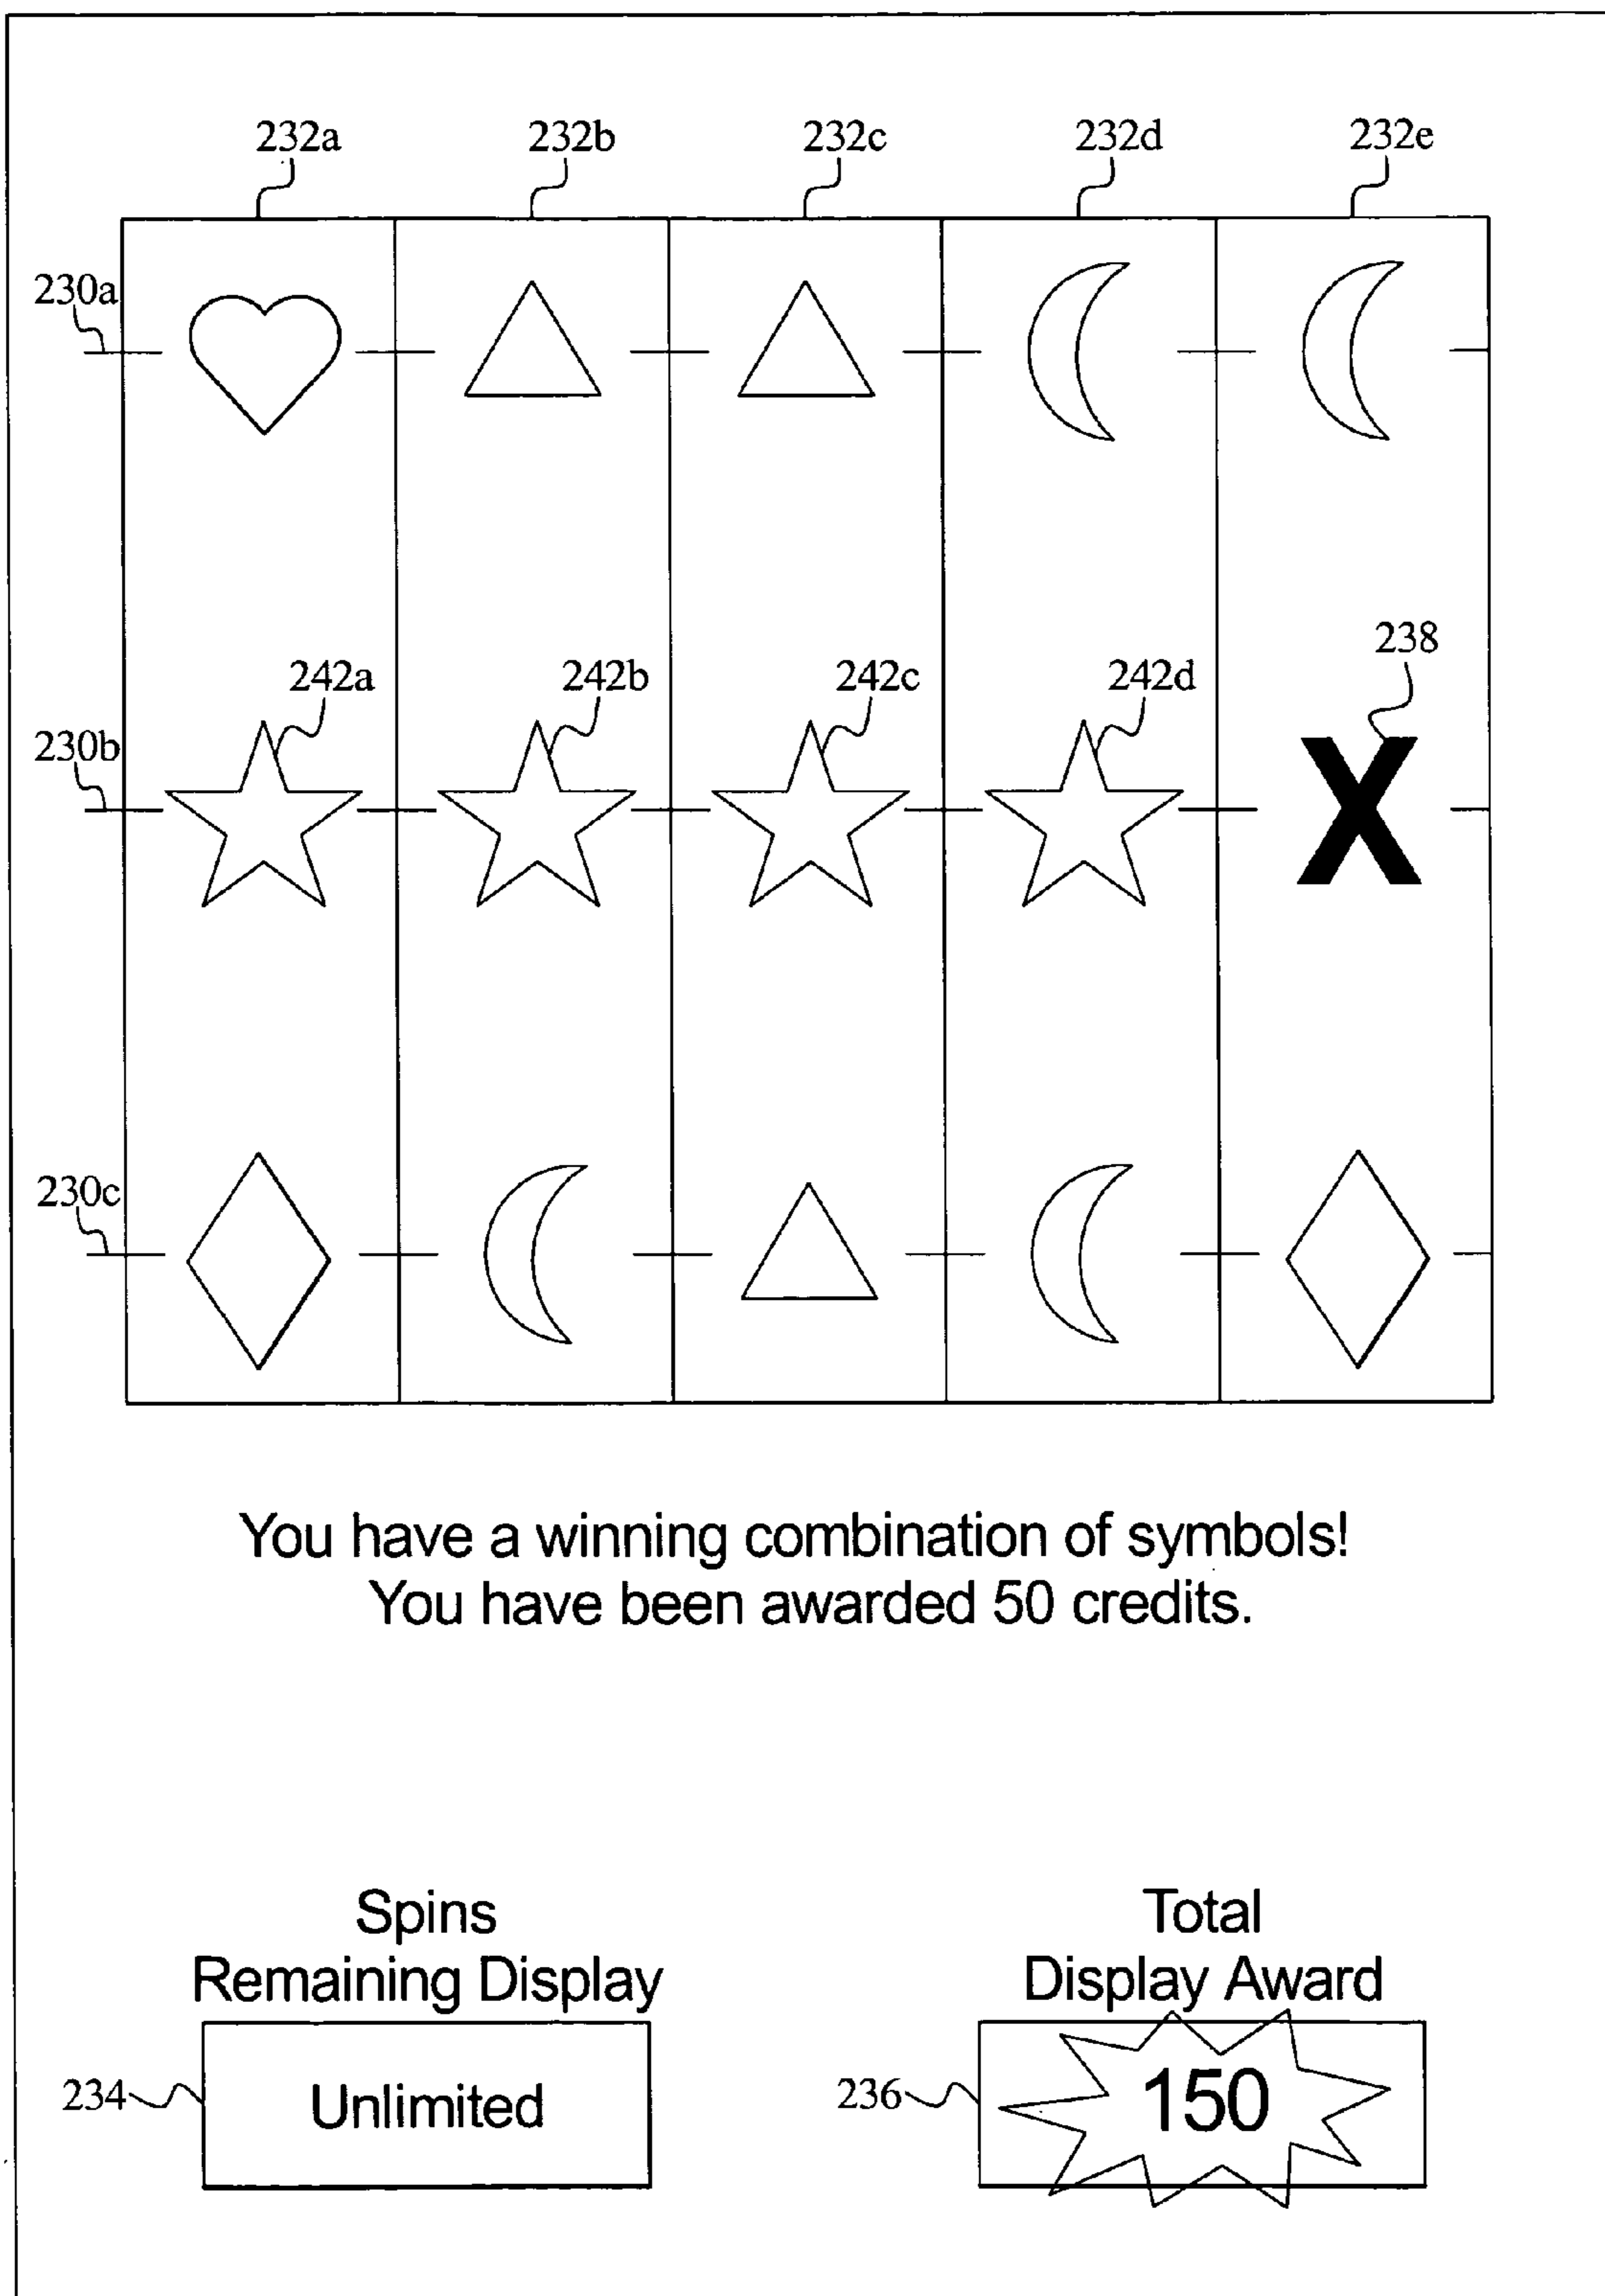 232a 232b 232c 232d 232e
230a
238
242a 242b 242c 242d
230b
X
230c
You have a winning combination of symbols!
You have been awarded 50 credits.
Spins
Remaining Display
Total
Display Award
234 Unlimited
236 150